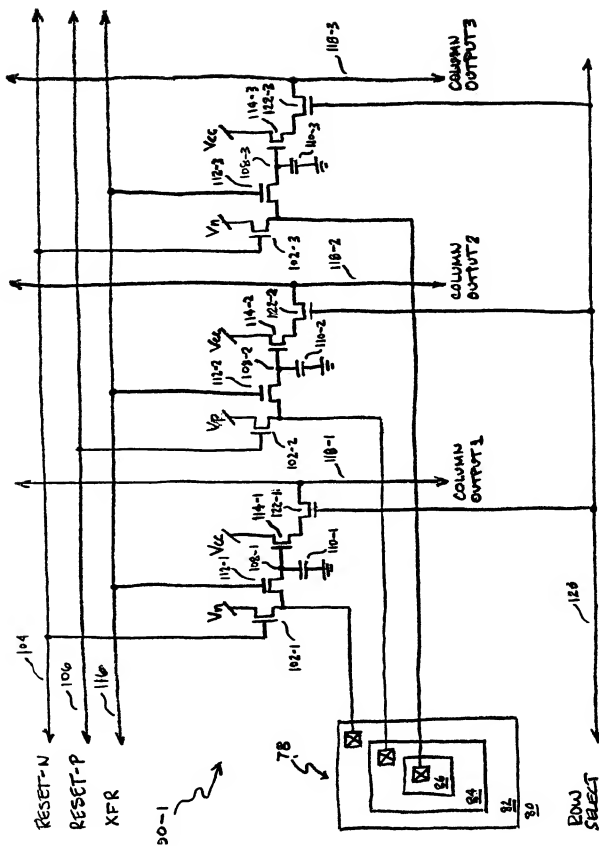 104
RESET-N
106
RESET-P
116
XFR
90-1
78
86
84
82
80
Vn
102-1
112-1
108-1
Vcc
114-1
122-1
110-1
118-1
COLUMN
OUTPUT 1
Vp
102-2
112-2
108-2
Vcc
114-2
122-2
110-2
118-2
COLUMN
OUTPUT 2
Vn
102-3
112-3
108-3
Vcc
114-3
122-3
110-3
118-3
COLUMN
OUTPUT 3
ROW
SELECT